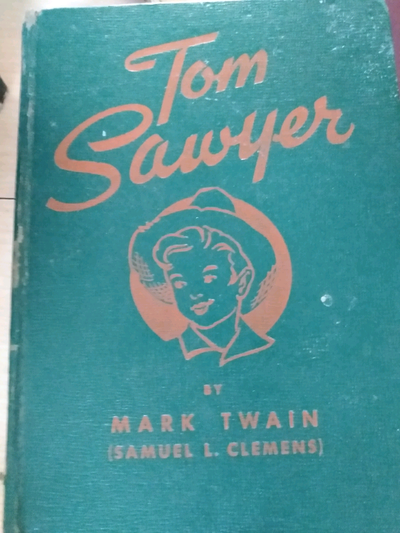 Tom
Sawyer
BY
MARK TWAIN
(SAMUEL L. CLEMENS)